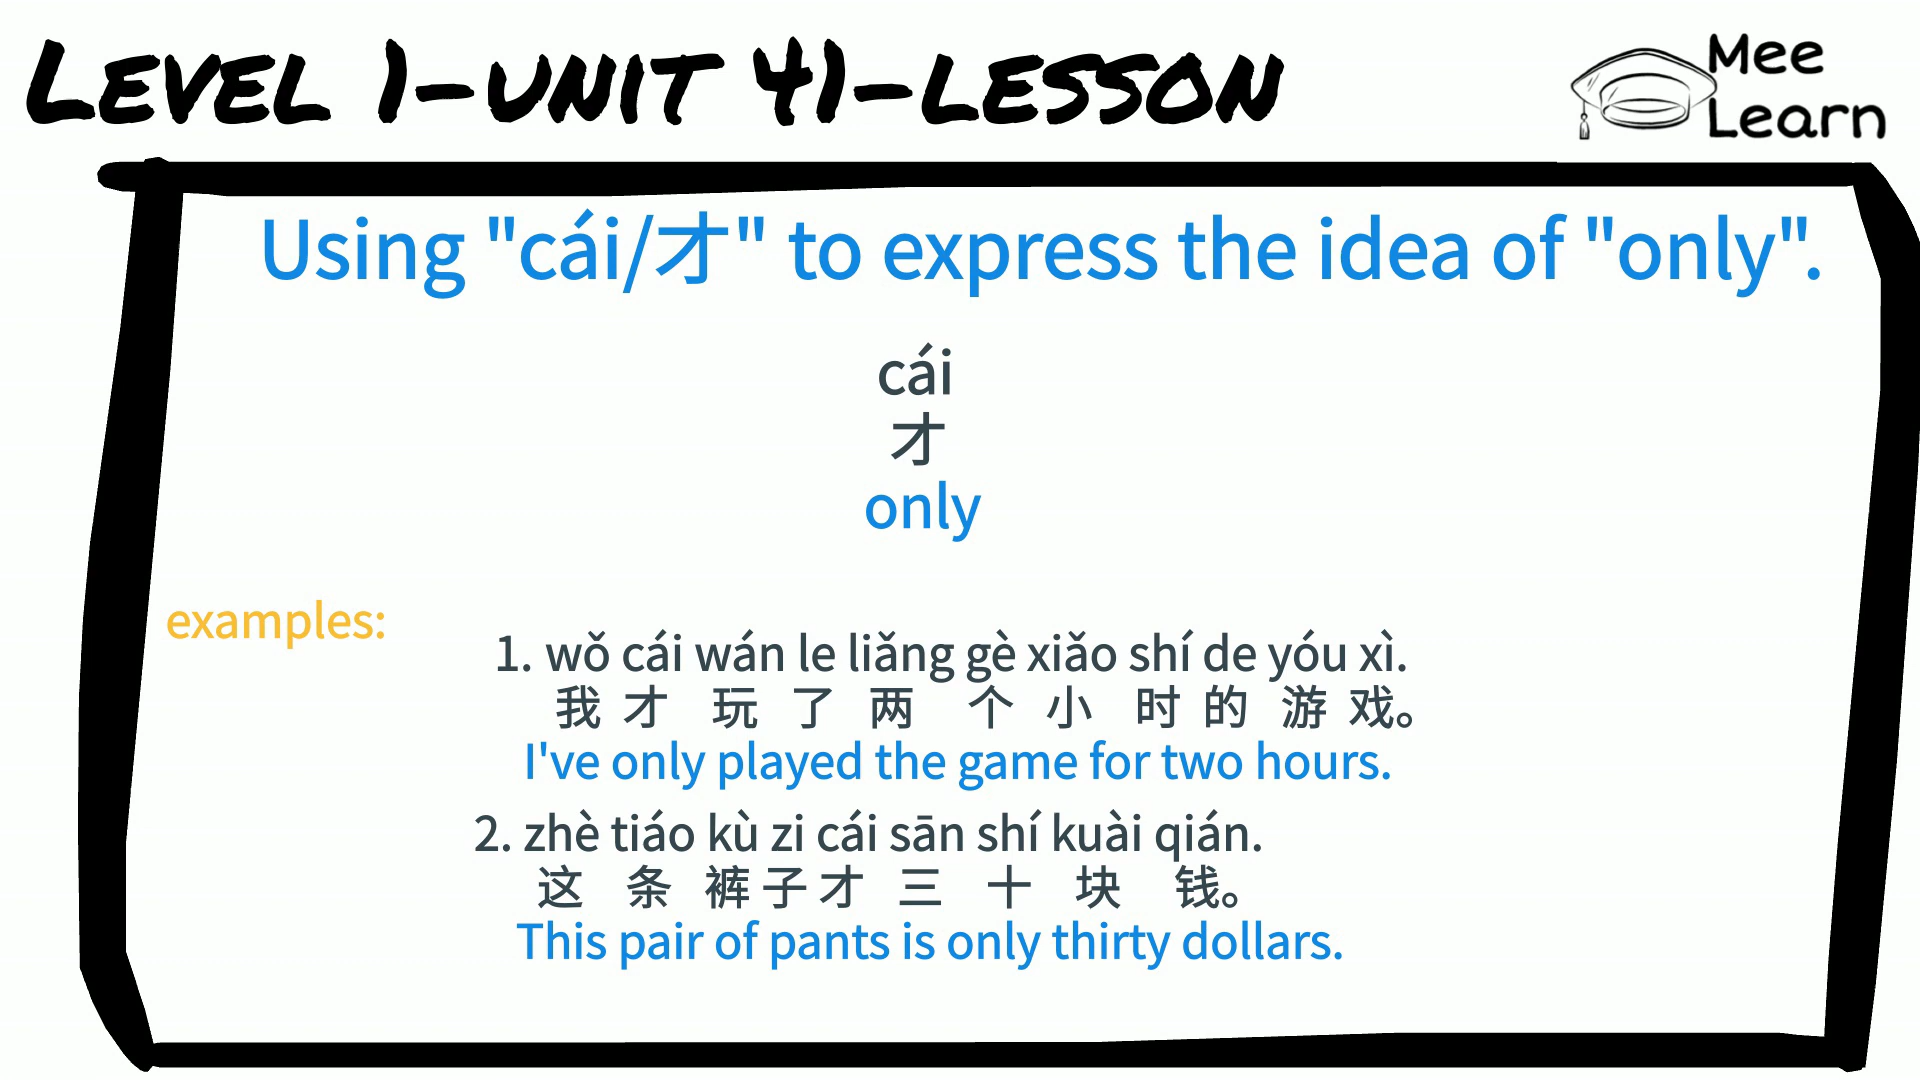 Level 1-unit 41-lesson
Mee
Learn
Using "cái/才" to express the idea of "only".
cái
才
only
examples:
1. wǒ cái wán le liǎng gè xiǎo shí de yóu xì.
我 才 玩 了 两 个 小 时 的 游 戏。
I've only played the game for two hours.
2. zhè tiáo kù zi cái sān shí kuài qián.
这 条 裤 子 才 三 十 块 钱。
This pair of pants is only thirty dollars.